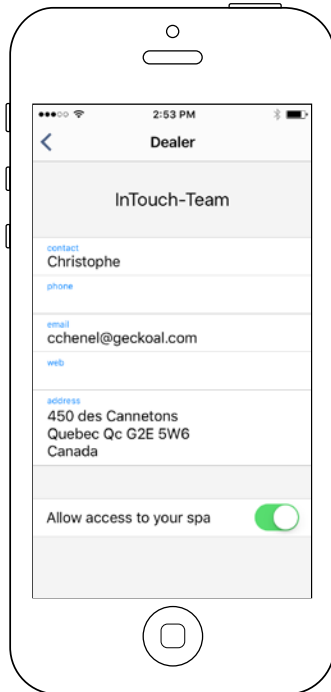 2:53 PM
Dealer
InTouch-Team
contact
Christophe
phone
email
cchenel@geckoal.com
web
address
450 des Cannetons
Quebec Qc G2E 5W6
Canada
Allow access to your spa